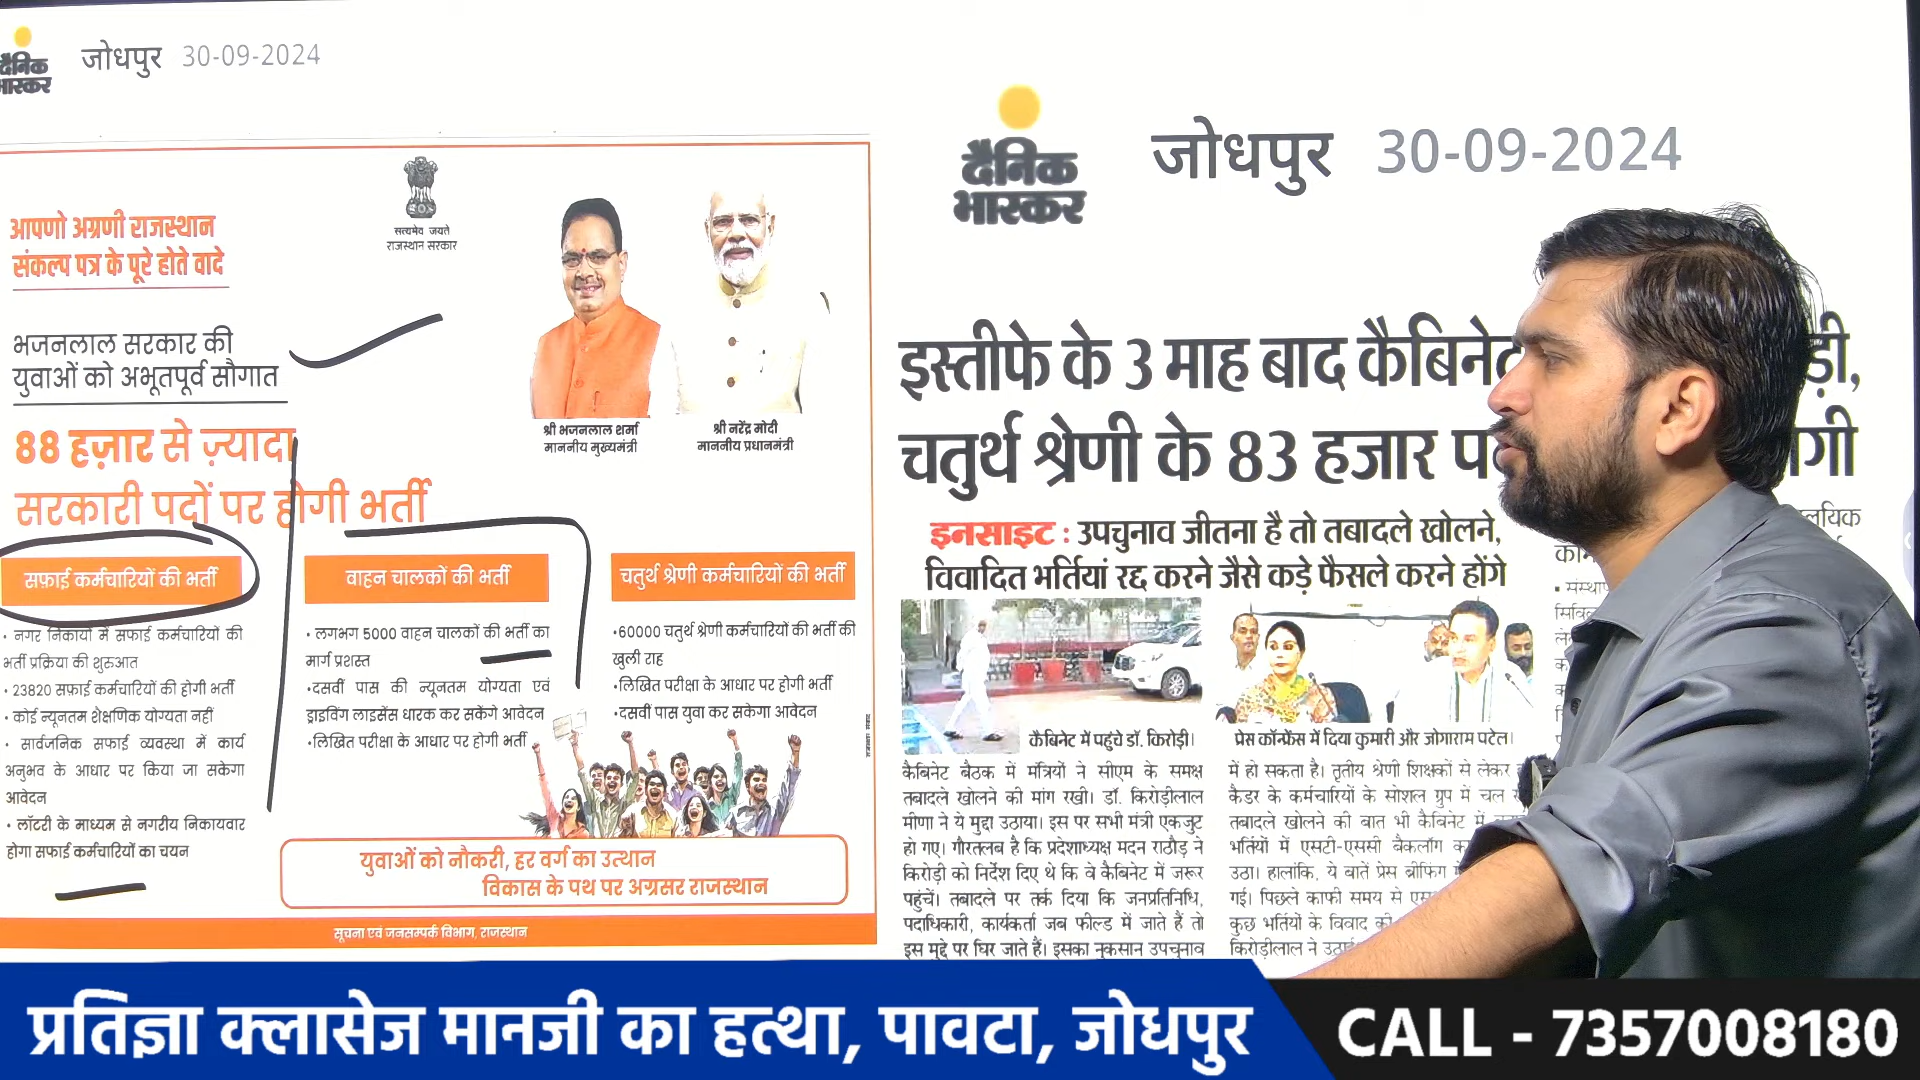 दैनिक
भास्कर
जोधपुर 30-09-2024
आपणो अग्रणी राजस्थान
संकल्प पत्र के पूरे होते वादे
सत्यमेव जयते
राजस्थान सरकार
भजनलाल सरकार की
युवाओं को अभूतपूर्व सौगात
श्री भजनलाल शर्मा
माननीय मुख्यमंत्री
श्री नरेंद्र मोदी
माननीय प्रधानमंत्री
88 हज़ार से ज़्यादा
सरकारी पदों पर होगी भर्ती
सफ़ाई कर्मचारियों की भर्ती
• नगर निकायों में सफ़ाई कर्मचारियों की
भर्ती प्रक्रिया की शुरुआत
• 23820 सफ़ाई कर्मचारियों की होगी भर्ती
• कोई न्यूनतम शैक्षणिक योग्यता नहीं
• सार्वजनिक सफ़ाई व्यवस्था में कार्य
अनुभव के आधार पर किया जा सकेगा
आवेदन
• लॉटरी के माध्यम से नगरीय निकायवार
होगा सफ़ाई कर्मचारियों का चयन
वाहन चालकों की भर्ती
• लगभग 5000 वाहन चालकों की भर्ती का
मार्ग प्रशस्त
•दसवीं पास की न्यूनतम योग्यता एवं
ड्राइविंग लाइसेंस धारक कर सकेंगे आवेदन
•लिखित परीक्षा के आधार पर होगी भर्ती
चतुर्थ श्रेणी कर्मचारियों की भर्ती
•60000 चतुर्थ श्रेणी कर्मचारियों की भर्ती की
खुली राह
•लिखित परीक्षा के आधार पर होगी भर्ती
•दसवीं पास युवा कर सकेगा आवेदन
युवाओं को नौकरी, हर वर्ग का उत्थान
विकास के पथ पर अग्रसर राजस्थान
सूचना एवं जनसम्पर्क विभाग, राजस्थान
दैनिक
भास्कर
जोधपुर 30-09-2024
इस्तीफे के 3 माह बाद कैबिनेट
चतुर्थ श्रेणी के 83 हजार
इनसाइट : उपचुनाव जीतना है तो तबादले खोलने,
विवादित भर्तियां रद्द करने जैसे कड़े फैसले करने होंगे
कैबिनेट में पहुंचे डॉ. किरोड़ी।
प्रेस कॉन्फ्रेंस में दिया कुमारी और जोगाराम पटेल।
कैबिनेट बैठक में मंत्रियों ने सीएम के समक्ष
तबादले खोलने की मांग रखी। डॉ. किरोड़ीलाल
मीणा ने ये मुद्दा उठाया। इस पर सभी मंत्री एकजुट
हो गए। गौरतलब है कि प्रदेशाध्यक्ष मदन राठौड़ ने
किरोड़ी को निर्देश दिए थे कि वे कैबिनेट में जरूर
पहुंचें। तबादले पर तर्क दिया कि जनप्रतिनिधि,
पदाधिकारी, कार्यकर्ता जब फील्ड में जाते हैं तो
इस मुद्दे पर घिर जाते हैं। इसका नुकसान उपचुनाव
में हो सकता है। तृतीय श्रेणी शिक्षकों से लेकर
कैडर के कर्मचारियों के सोशल ग्रुप में चल
तबादले खोलने की बात भी कैबिनेट में
भर्तियों में एसटी-एससी बैकलॉग
उठा। हालांकि, ये बातें प्रेस ब्रीफिंग
गई। पिछले काफी समय से
कुछ भर्तियों के विवाद की
किरोड़ीलाल ने
प्रतिज्ञा क्लासेज मानजी का हत्था, पावटा, जोधपुर
CALL - 7357008180